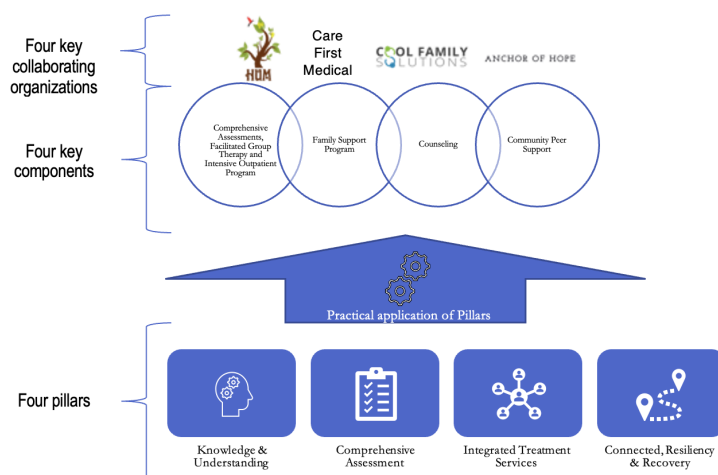 Four key
collaborating
organizations
HUM
Care
First
Medical
COOL FAMILY
SOLUTIONS
ANCHOR OF HOPE
Four key
components
Comprehensive
Assessments,
Facilitated Group
Therapy and
Intensive Outpatient
Program
Family Support
Program
Counseling
Community Peer
Support
Practical application of Pillars
Four pillars
Knowledge &
Understanding
Comprehensive
Assessment
Integrated Treatment
Services
Connected, Resiliency
& Recovery